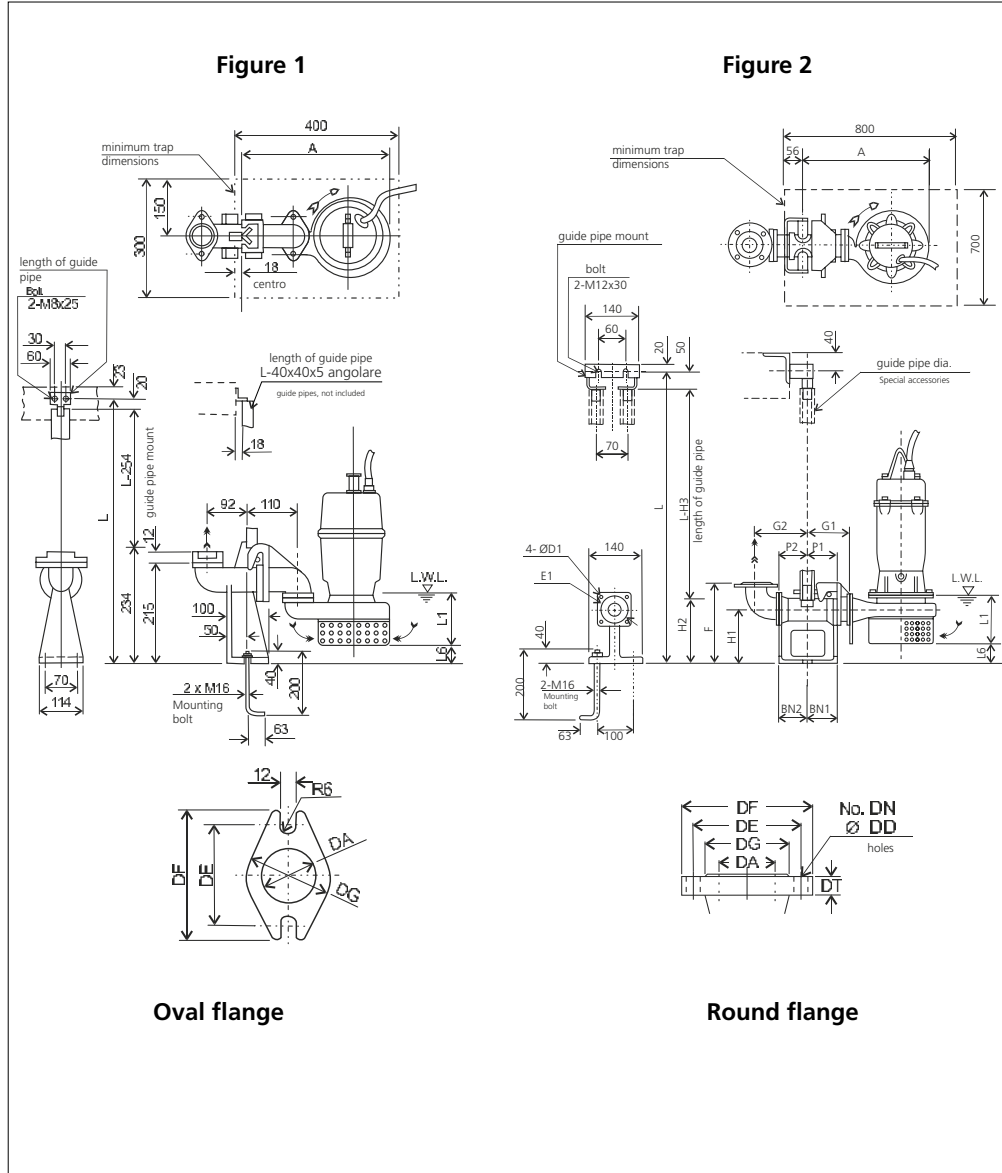 Figure 1
400
A
minimum trap
dimensions
150
300
18
centro
length of guide
pipe
Bolt
2-M8x25
30
60
23
20
length of guide pipe
L-40x40x5 angolare
guide pipes, not included
18
L
L-254
guide pipe mount
12
92
110
234
215
100
50
L.W.L.
L1
L6
40
200
70
114
2 x M16
Mounting
bolt
63
12
R6
DA
DG
DF
DE
Oval flange
Figure 2
800
56
A
minimum trap
dimensions
700
guide pipe mount
bolt
2-M12x30
140
60
20
50
40
guide pipe dia.
Special accessories
70
L
L-H3
length of guide pipe
G2
G1
P2
P1
4- ØD1
140
E1
L.W.L.
L1
L6
H2
F
H1
40
200
2-M16
Mounting
bolt
63
100
BN2
BN1
DF
DE
DG
DA
No. DN
Ø DD
holes
DT
Round flange